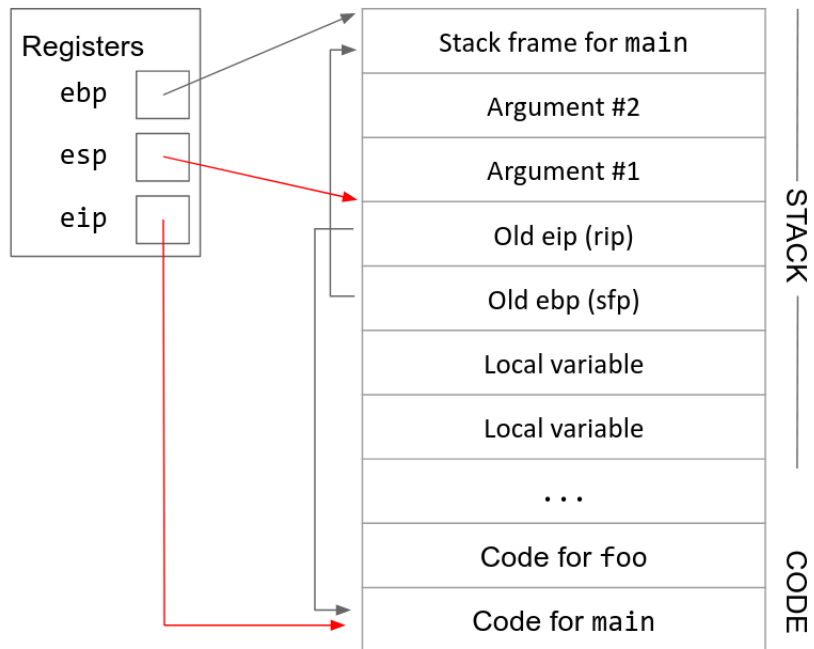 Registers
ebp
esp
eip
Stack frame for main
Argument #2
Argument #1
Old eip (rip)
Old ebp (sfp)
Local variable
Local variable
...
Code for foo
Code for main
STACK
CODE